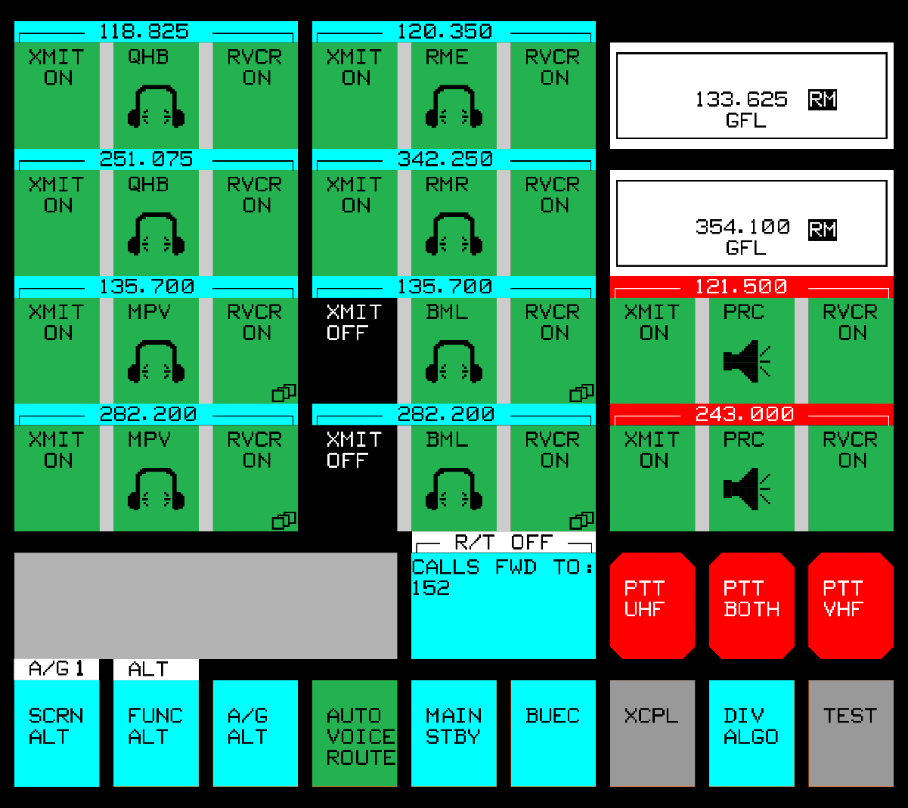 118.825 120.350
XMIT ON QHB RVCR ON XMIT ON RME RVCR ON
133.625 RM
GFL
251.075 342.250
XMIT ON QHB RVCR ON XMIT ON RMR RVCR ON
354.100 RM
GFL
135.700 135.700 121.500
XMIT ON MPV RVCR ON XMIT OFF BML RVCR ON XMIT ON PRC RVCR ON
282.200 282.200 243.000
XMIT ON MPV RVCR ON XMIT OFF BML RVCR ON XMIT ON PRC RVCR ON
R/T OFF
CALLS FWD TO:
152
PTT UHF PTT BOTH PTT VHF
A/G 1 ALT
SCRN ALT FUNC ALT A/G ALT AUTO VOICE ROUTE MAIN STBY BUEC XCPL DIV ALGO TEST